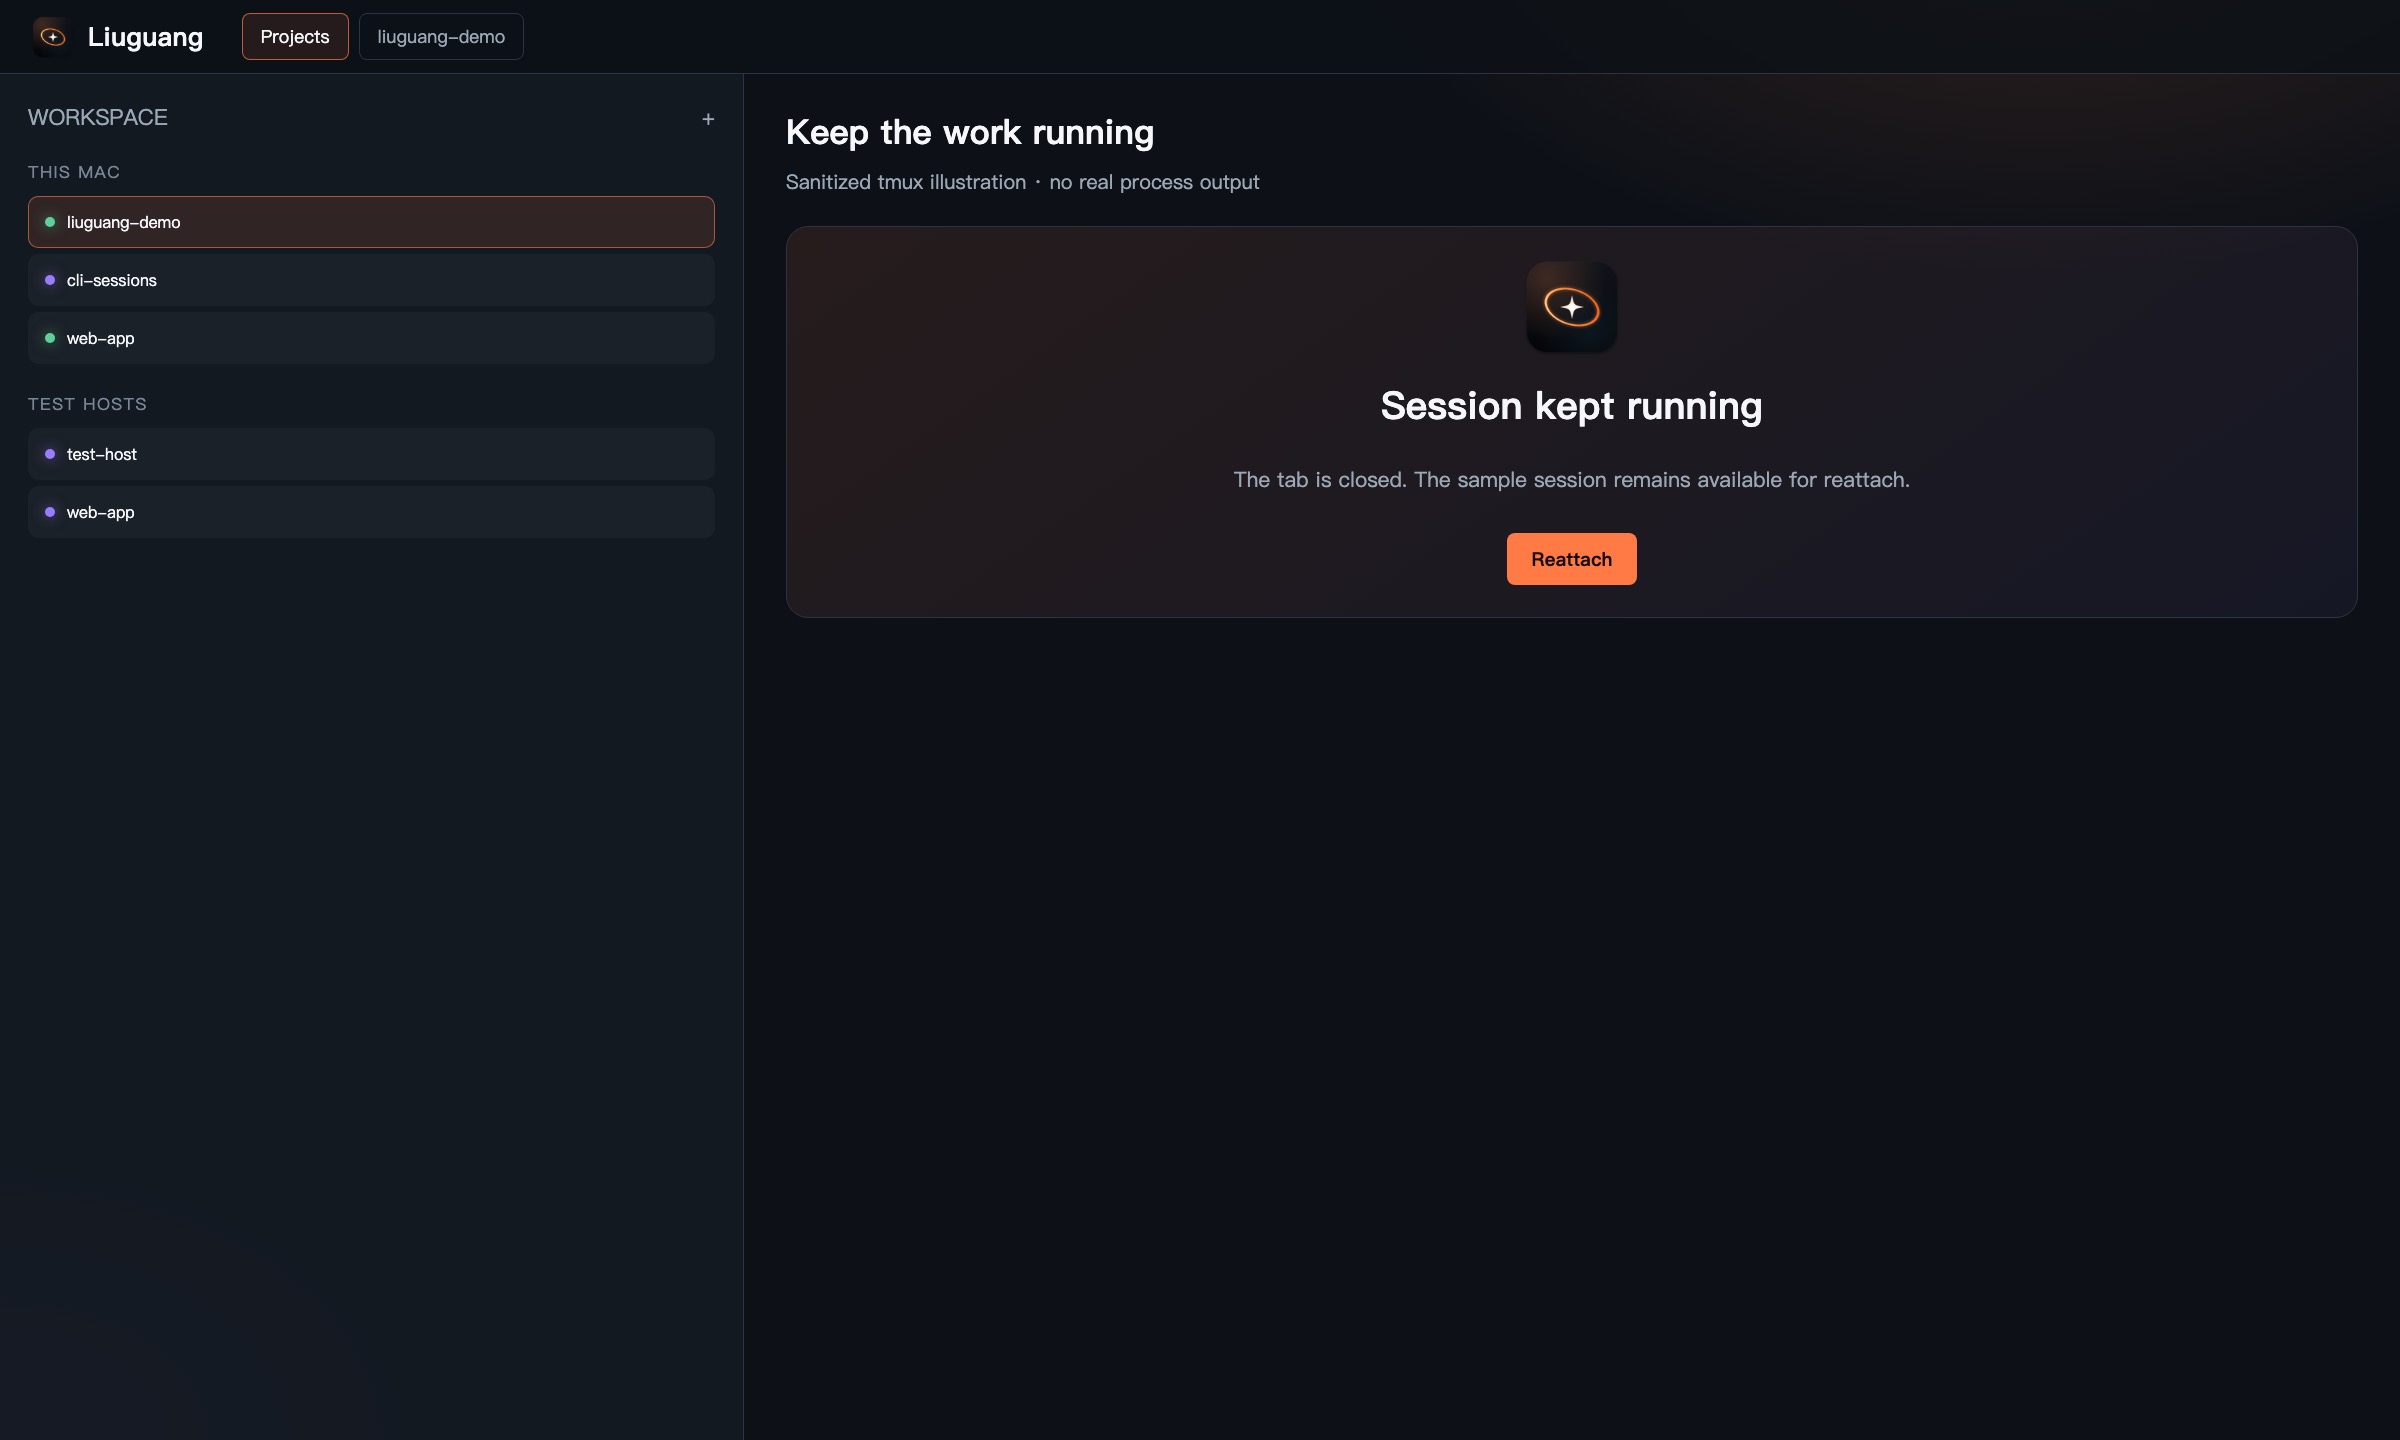 Liuguang
Projects
liuguang-demo
WORKSPACE
+
THIS MAC
liuguang-demo
cli-sessions
web-app
TEST HOSTS
test-host
web-app
Keep the work running
Sanitized tmux illustration · no real process output
Session kept running
The tab is closed. The sample session remains available for reattach.
Reattach